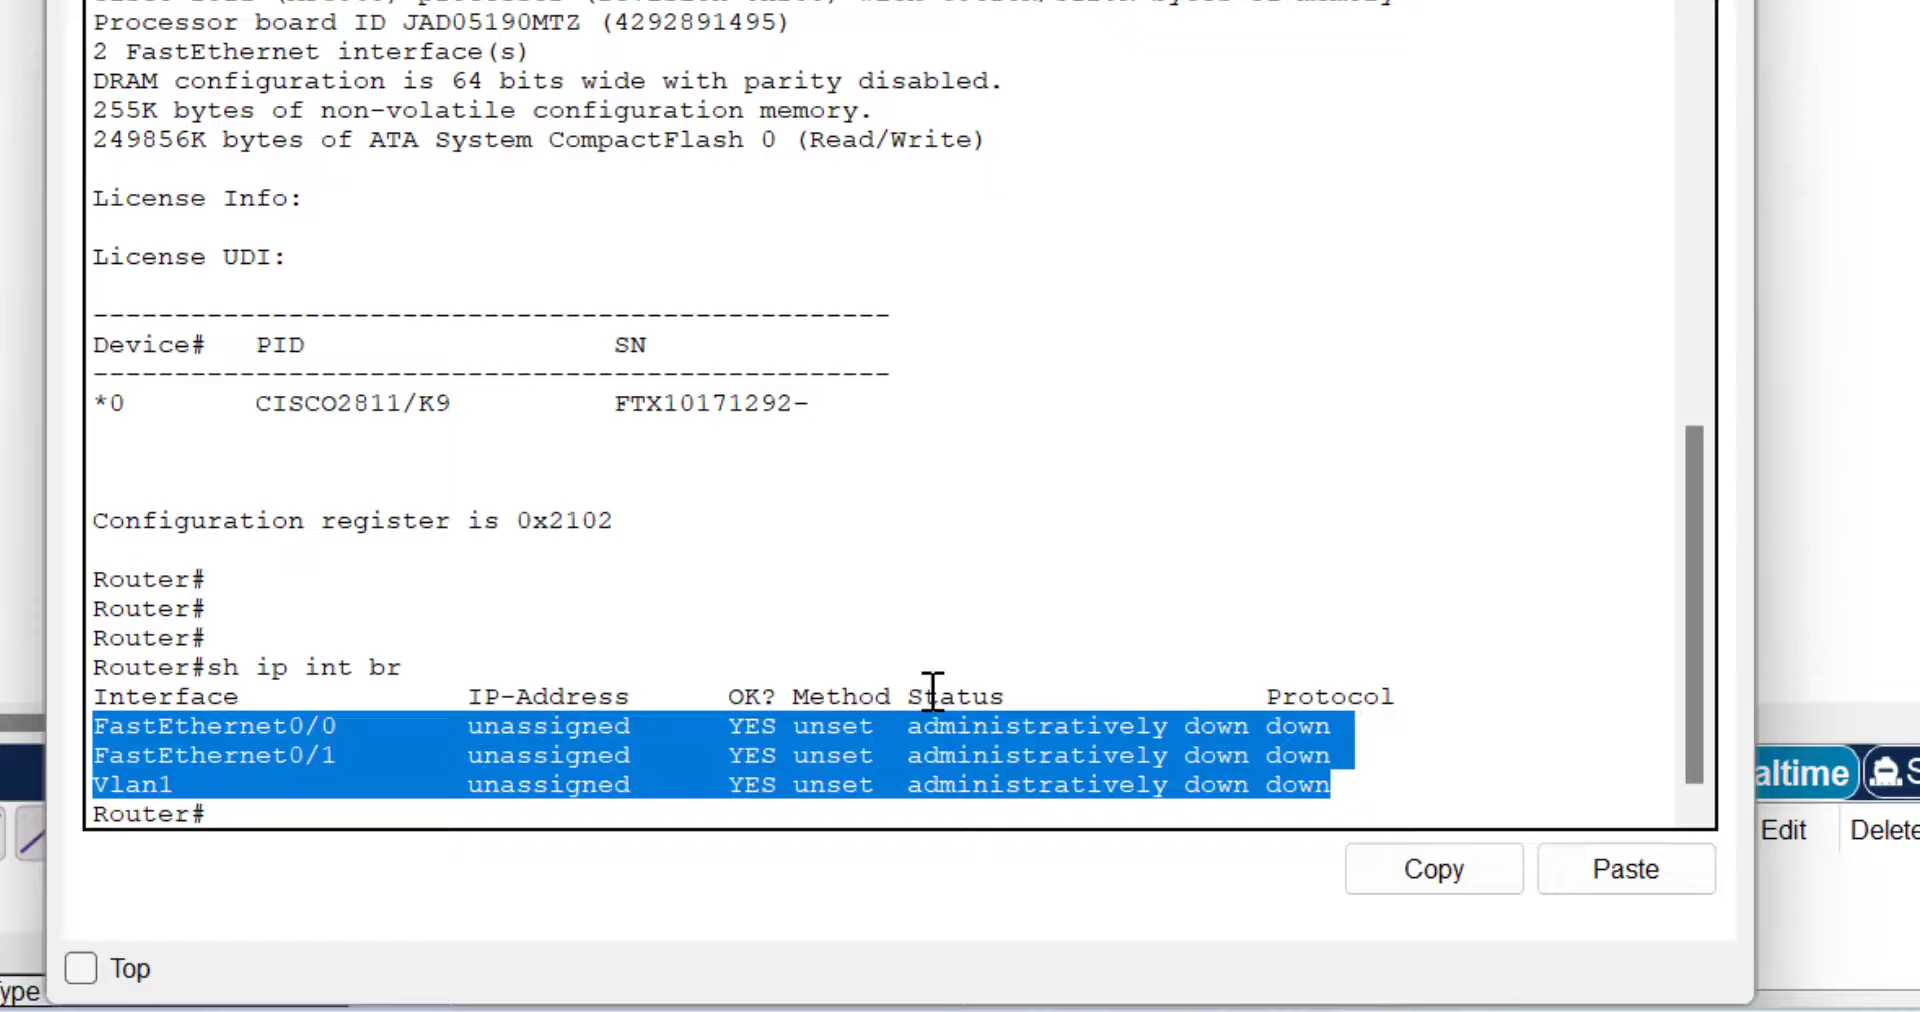 Processor board ID JAD05190MTZ (4292891495)
2 FastEthernet interface(s)
DRAM configuration is 64 bits wide with parity disabled.
255K bytes of non-volatile configuration memory.
249856K bytes of ATA System CompactFlash 0 (Read/Write)
License Info:
License UDI:
-------------------------------------------------
Device#   PID                   SN
-------------------------------------------------
*0        CISCO2811/K9          FTX10171292-
Configuration register is 0x2102
Router#
Router#
Router#
Router#sh ip int br
Interface              IP-Address      OK? Method Status                Protocol
FastEthernet0/0        unassigned      YES unset  administratively down down
FastEthernet0/1        unassigned      YES unset  administratively down down
Vlan1                  unassigned      YES unset  administratively down down
Router#
altime S
Edit Delete
Copy Paste
Top
ype